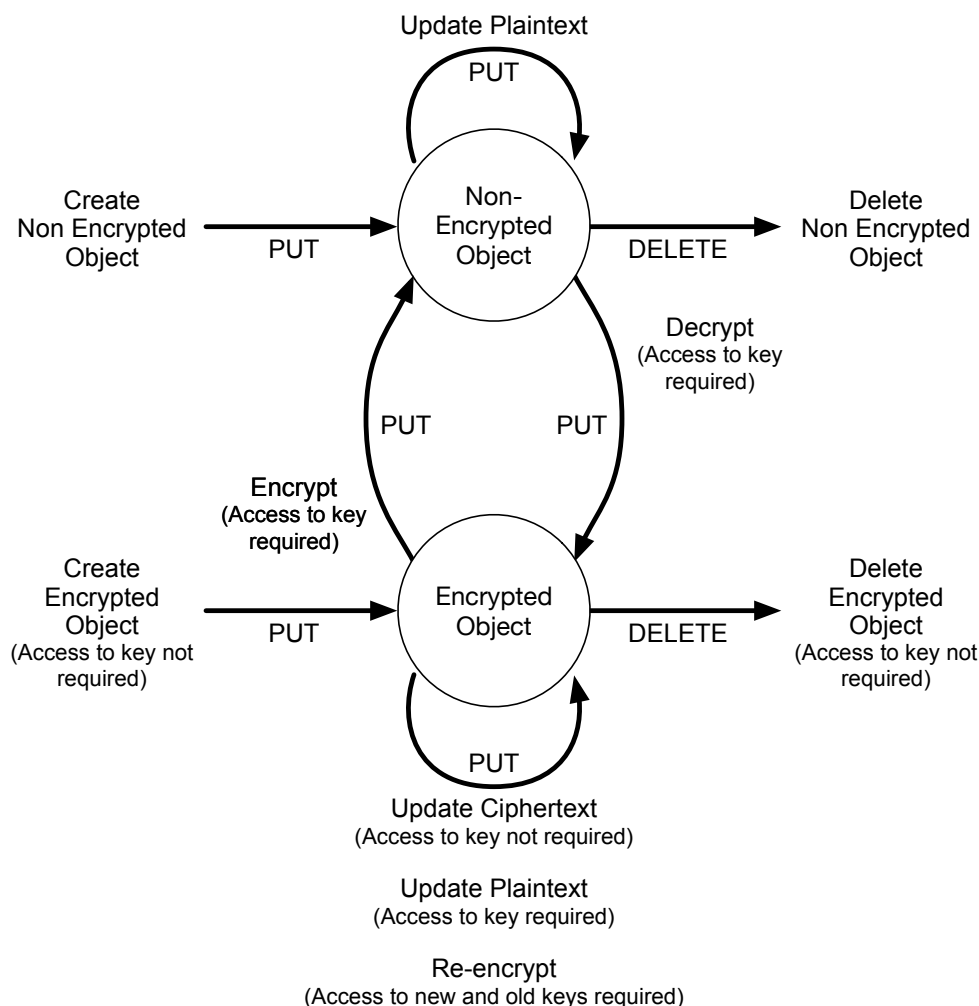 Update Plaintext
PUT
Create
Non Encrypted
Object
PUT
Non-
Encrypted
Object
DELETE
Delete
Non Encrypted
Object
Decrypt
(Access to key
required)
PUT
PUT
Encrypt
(Access to key
required)
Create
Encrypted
Object
(Access to key not
required)
PUT
Encrypted
Object
DELETE
Delete
Encrypted
Object
(Access to key not
required)
PUT
Update Ciphertext
(Access to key not required)
Update Plaintext
(Access to key required)
Re-encrypt
(Access to new and old keys required)